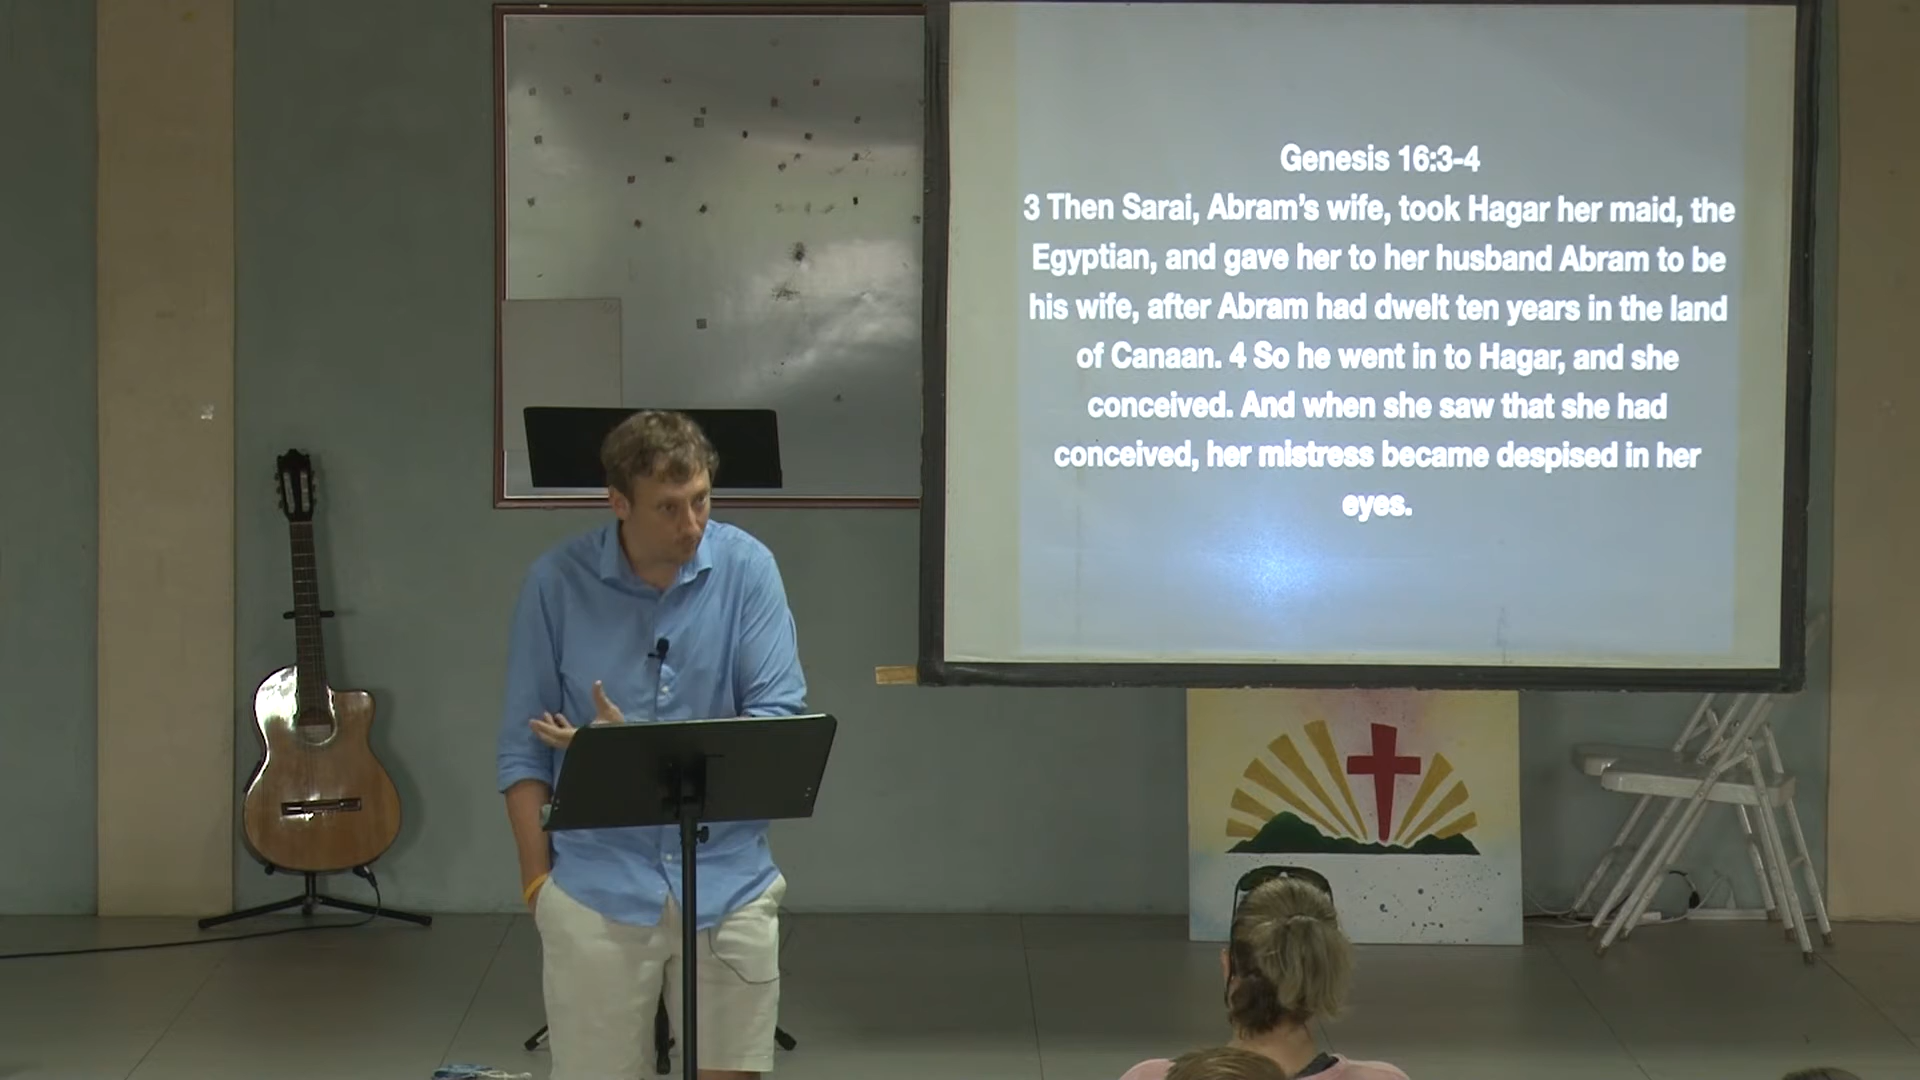 Genesis 16:3-4
3 Then Sarai, Abram's wife, took Hagar her maid, the
Egyptian, and gave her to her husband Abram to be
his wife, after Abram had dwelt ten years in the land
of Canaan. 4 So he went in to Hagar, and she
conceived. And when she saw that she had
conceived, her mistress became despised in her
eyes.